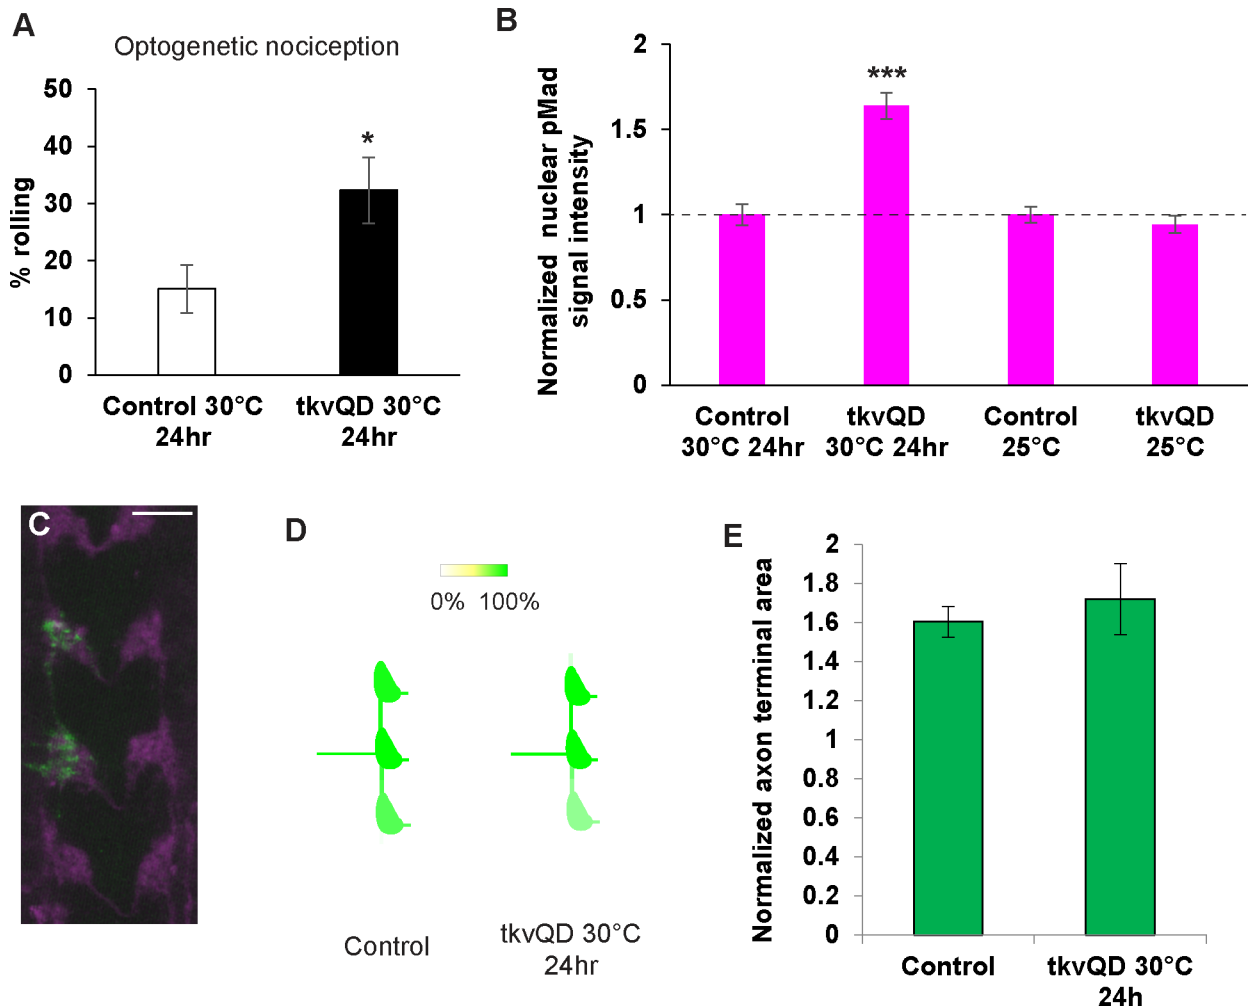 A
Optogenetic nociception
% rolling
50
40
30
20
10
0
*
Control 30°C
24hr
tkvQD 30°C
24hr
B
Normalized nuclear pMad
signal intensity
2
1.5
1
0.5
0
***
Control
30°C 24hr
tkvQD
30°C 24hr
Control
25°C
tkvQD
25°C
C
D
0% 100%
Control
tkvQD 30°C
24hr
E
Normalized axon terminal area
2
1.8
1.6
1.4
1.2
1
0.8
0.6
0.4
0.2
0
Control
tkvQD 30°C
24h